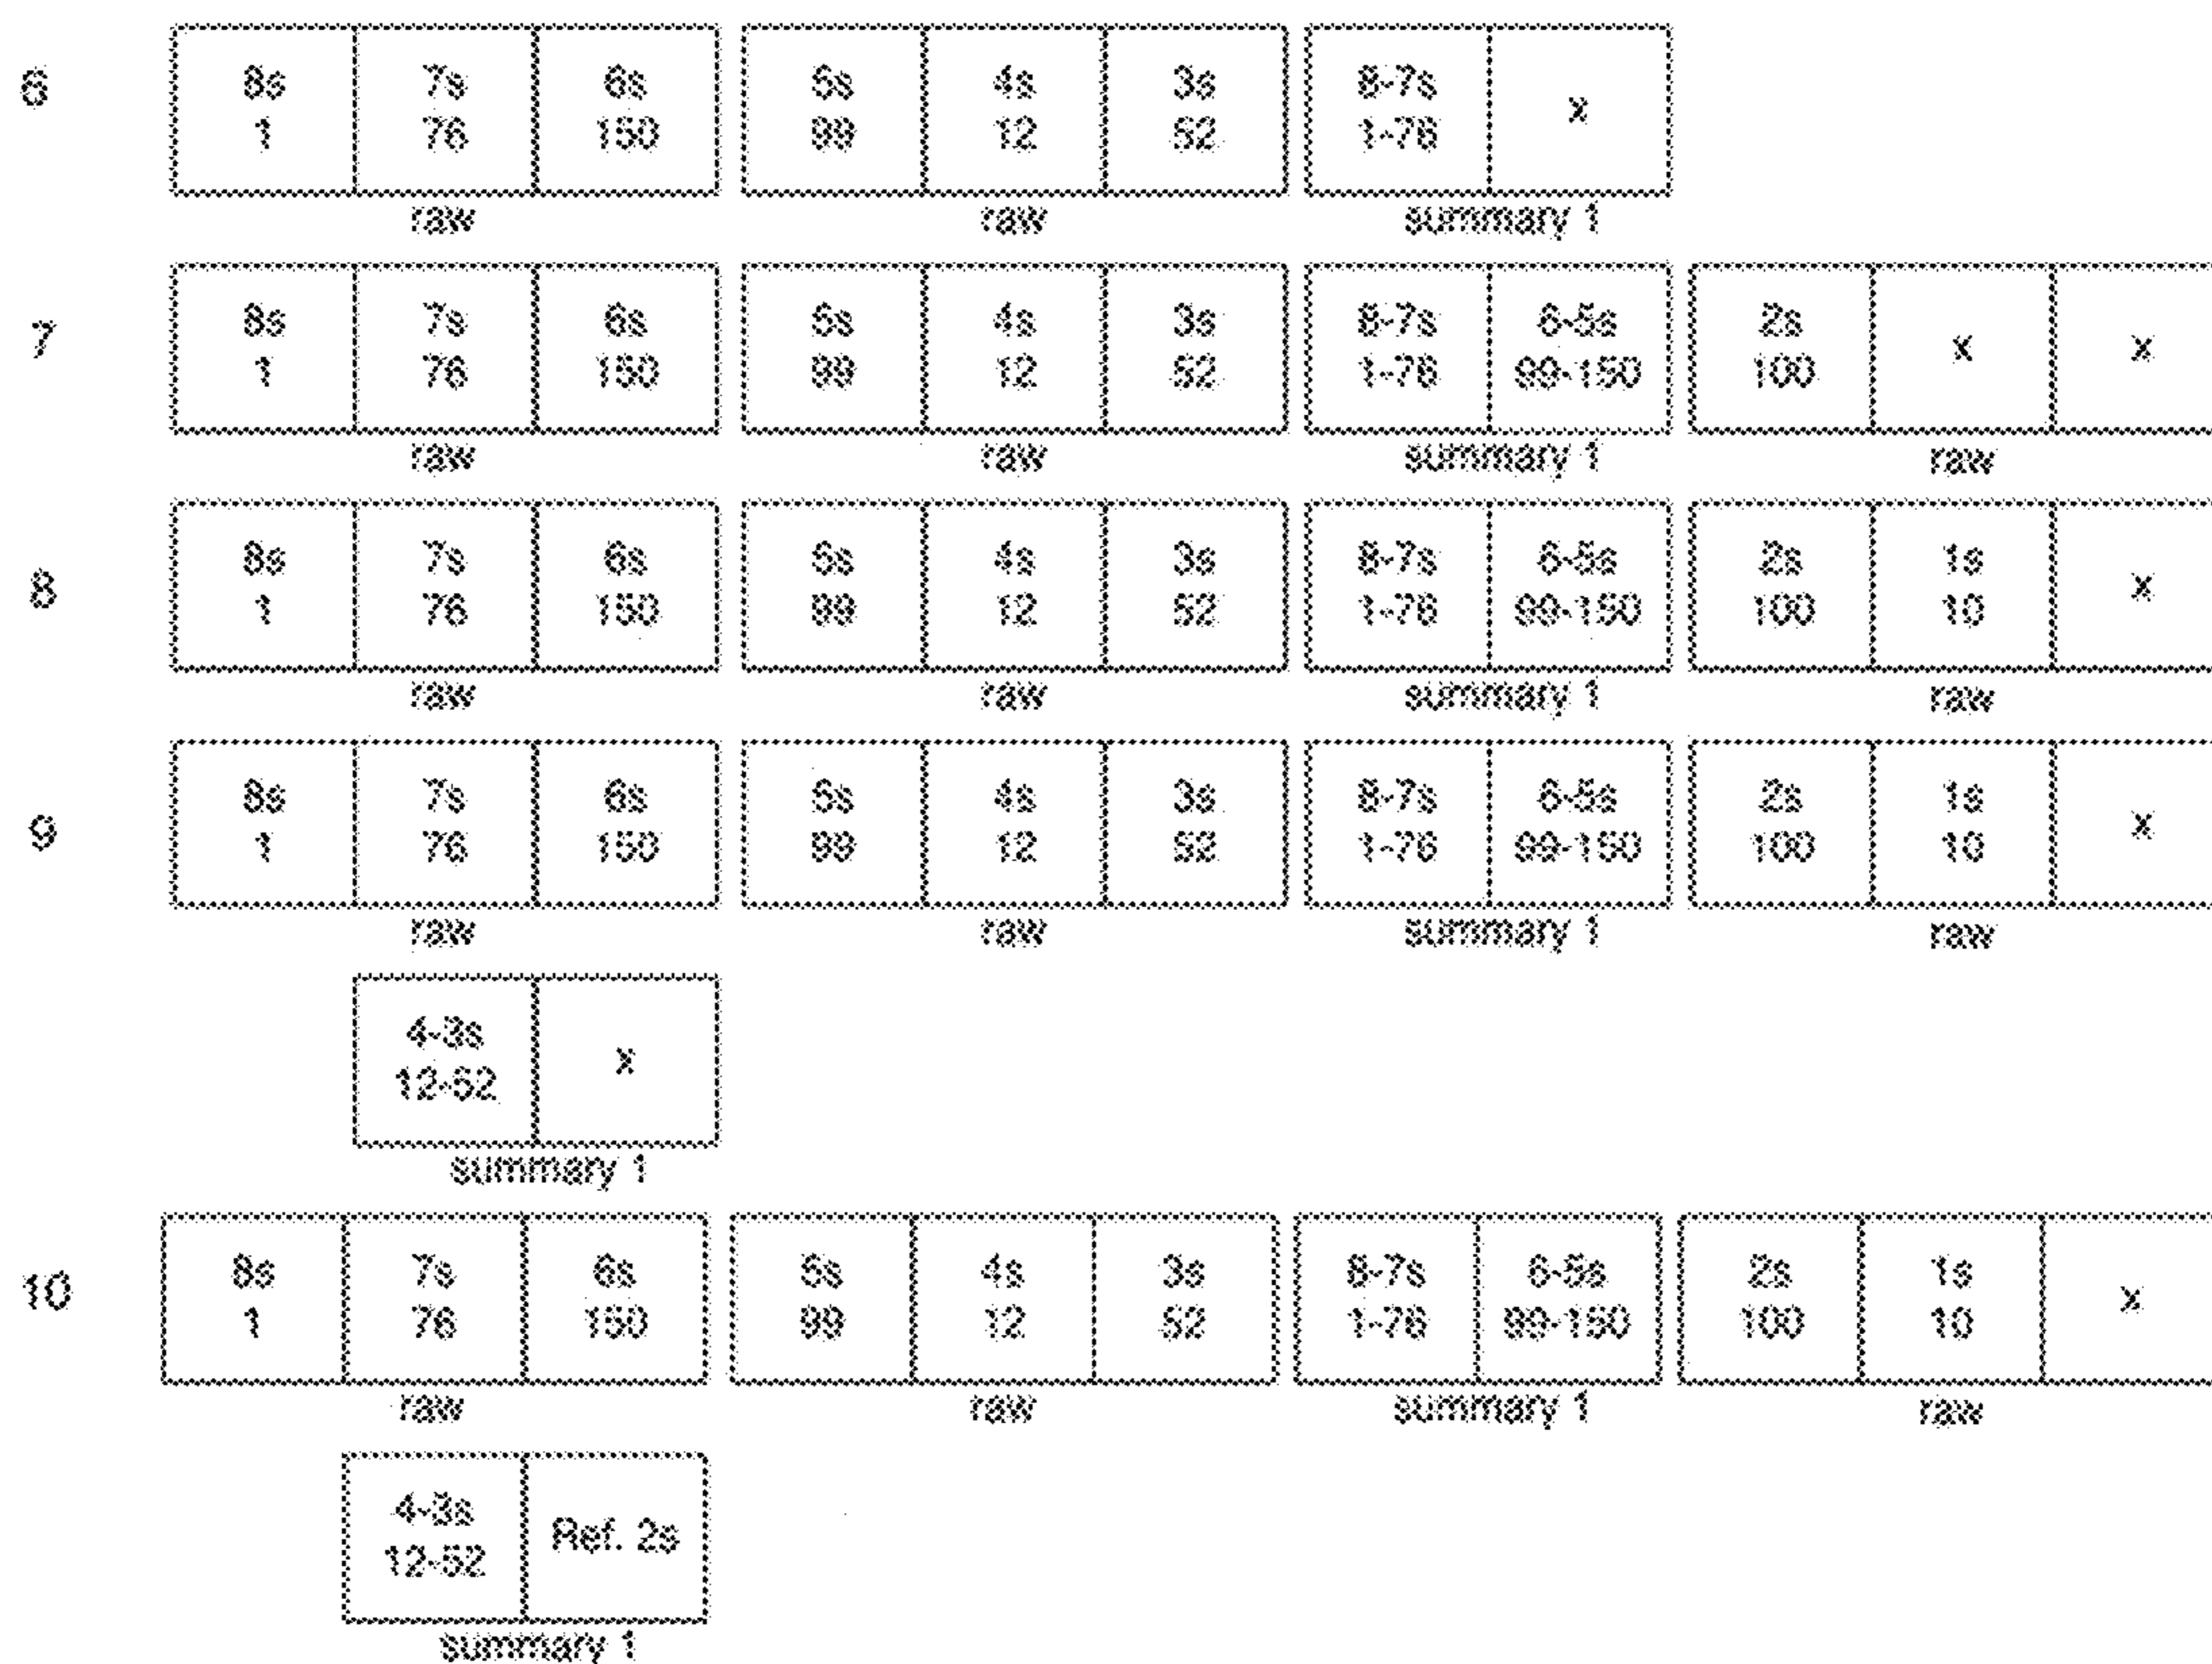 6
8s 7s 6s 5s 4s 3s 8-7s x
1 76 150 99 12 52 1-76
raw raw summary 1
7
8s 7s 6s 5s 4s 3s 8-7s 6-5s 2s x x
1 76 150 99 12 52 1-76 99-150 100
raw raw summary 1 raw
8
8s 7s 6s 5s 4s 3s 8-7s 6-5s 2s 1s x
1 76 150 99 12 52 1-76 99-150 100 10
raw raw summary 1 raw
9
8s 7s 6s 5s 4s 3s 8-7s 6-5s 2s 1s x
1 76 150 99 12 52 1-76 99-150 100 10
raw raw summary 1 raw
4-3s x
12-52
summary 1
10
8s 7s 6s 5s 4s 3s 8-7s 6-5s 2s 1s x
1 76 150 99 12 52 1-76 99-150 100 10
raw raw summary 1 raw
4-3s Ref. 2s
12-52
summary 1